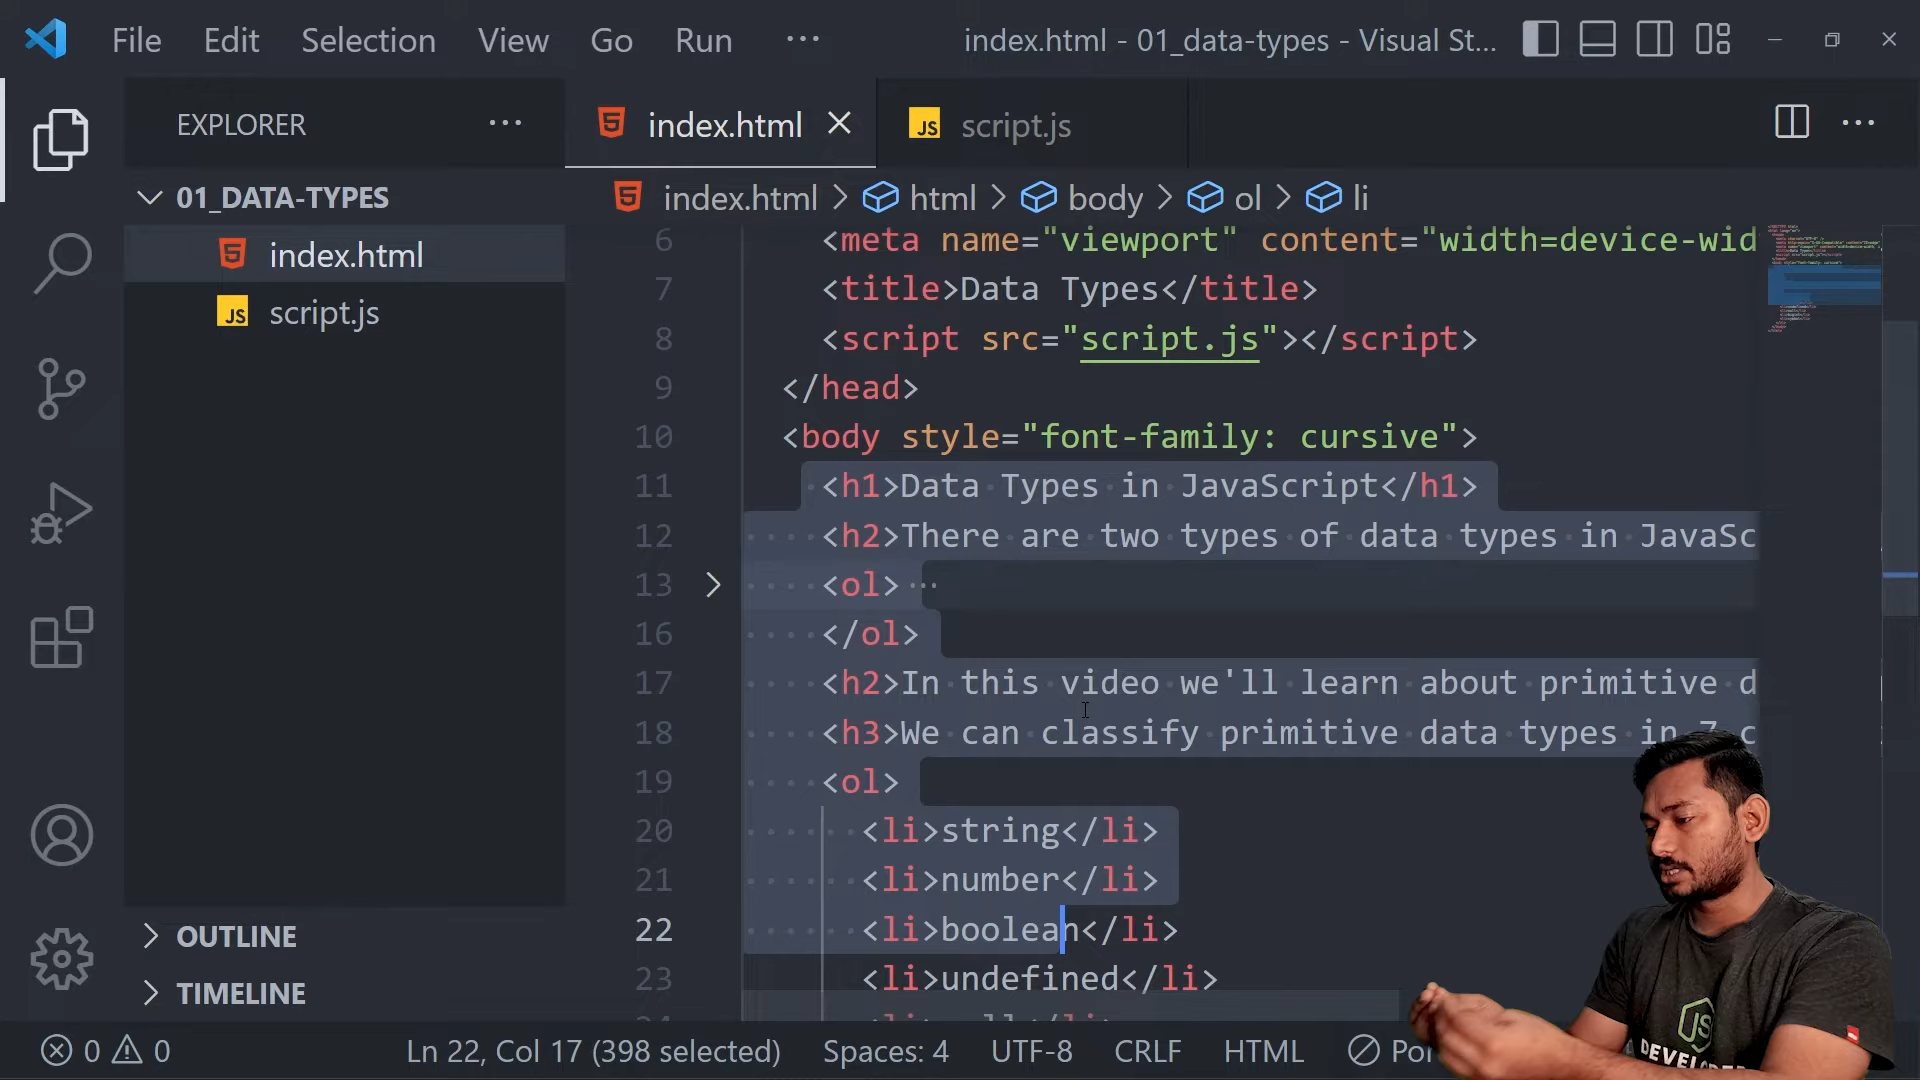 File Edit Selection View Go Run ··· index.html - 01_data-types - Visual St...
EXPLORER ···
index.html
JS script.js
01_DATA-TYPES
index.html
JS script.js
OUTLINE
TIMELINE
index.html > html > body > ol > li
6 <meta name="viewport" content="width=device-wid
7 <title>Data Types</title>
8 <script src="script.js"></script>
9 </head>
10 <body style="font-family: cursive">
11 <h1>Data Types in JavaScript</h1>
12 <h2>There are two types of data types in JavaSc
13 <ol> ···
16 </ol>
17 <h2>In this video we'll learn about primitive d
18 <h3>We can classify primitive data types in 7 c
19 <ol>
20 <li>string</li>
21 <li>number</li>
22 <li>boolean</li>
23 <li>undefined</li>
0 0 Ln 22, Col 17 (398 selected) Spaces: 4 UTF-8 CRLF HTML
JS